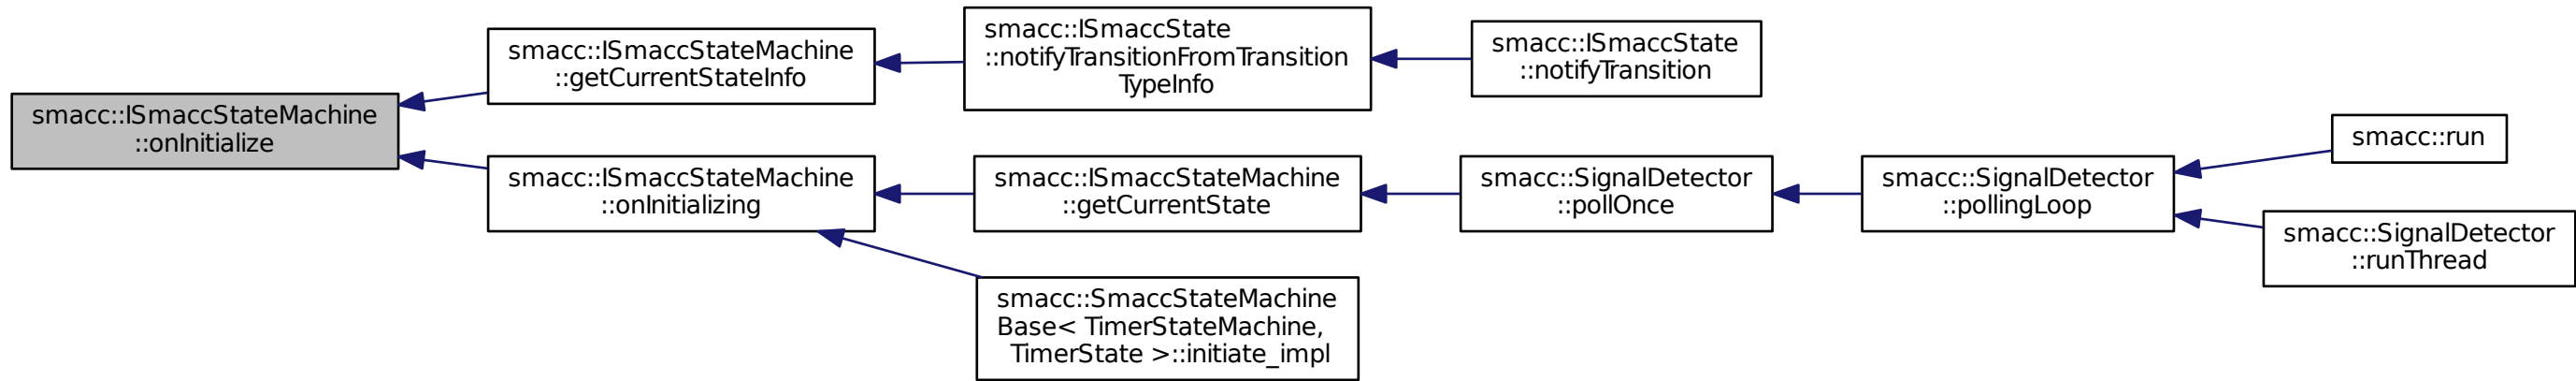 smacc::ISmaccStateMachine
::onInitialize
smacc::ISmaccStateMachine
::getCurrentStateInfo
smacc::ISmaccState
::notifyTransitionFromTransition
TypeInfo
smacc::ISmaccState
::notifyTransition
smacc::ISmaccStateMachine
::onInitializing
smacc::ISmaccStateMachine
::getCurrentState
smacc::SignalDetector
::pollOnce
smacc::SignalDetector
::pollingLoop
smacc::run
smacc::SignalDetector
::runThread
smacc::SmaccStateMachine
Base< TimerStateMachine,
TimerState >::initiate_impl